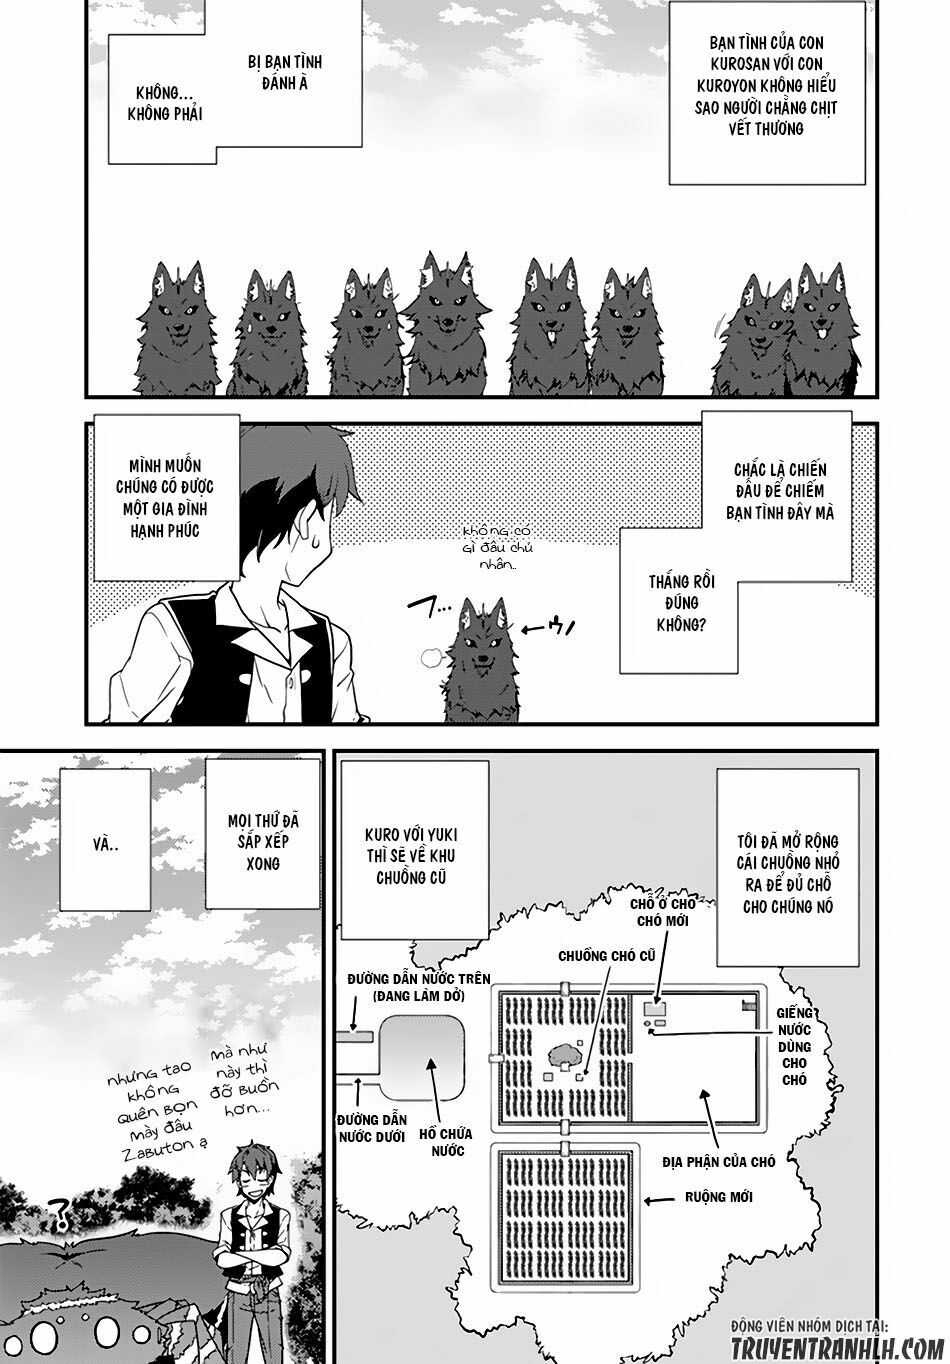 BẠN TÌNH CỦA CON
KUROSAN VỚI CON
KUROYON KHÔNG HIỂU
SAO NGƯỜI CHẰNG CHỊT
VẾT THƯƠNG
BỊ BẠN TÌNH
ĐÁNH À
KHÔNG...
KHÔNG PHẢI
CHẮC LÀ CHIẾN
ĐẤU ĐỂ CHIẾM
BẠN TÌNH ĐÂY MÀ
THẮNG RỒI
ĐÚNG
KHÔNG?
không có
gì đâu chủ
nhân..
フ...
ウノ
MÌNH MUỐN
CHÚNG CÓ ĐƯỢC
MỘT GIA ĐÌNH
HẠNH PHÚC
TÔI ĐÃ MỞ RỘNG
CÁI CHUỒNG NHỎ
RA ĐỂ ĐỦ CHỖ
CHO CHÚNG NÓ
KURO VỚI YUKI
THÌ SẼ VỀ KHU
CHUỒNG CŨ
CHỖ Ở CHO
CHÓ MỚI
CHUỒNG CHÓ CŨ
ĐƯỜNG DẪN NƯỚC TRÊN
(ĐANG LÀM DỞ)
GIẾNG
NƯỚC
DÙNG
CHO
CHÓ
ĐƯỜNG DẪN
NƯỚC DƯỚI
HỒ CHỨA
NƯỚC
ĐỊA PHẬN CỦA CHÓ
RUỘNG MỚI
MỌI THỨ ĐÃ
SẮP XẾP
XONG
VÀ..
mà như
này thì
đỡ buồn
hơn...
nhưng tao
không
quên bọn
mày đâu
Zabuton ạ
?
ĐỘNG VIÊN NHÓM DỊCH TẠI:
TRUYENTRANHLH.COM